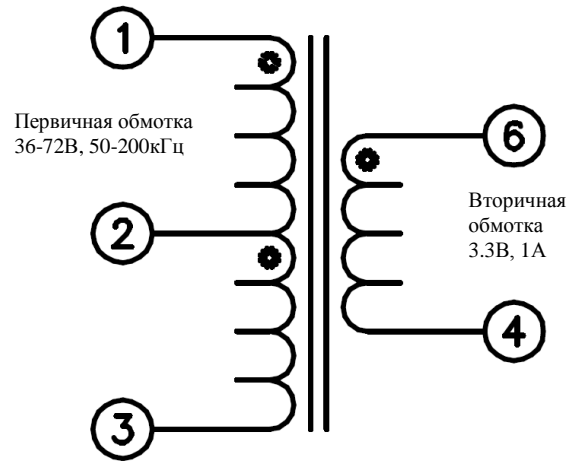 1
Первичная обмотка
36-72В, 50-200кГц
6
Вторичная
обмотка
3.3В, 1А
2
4
3